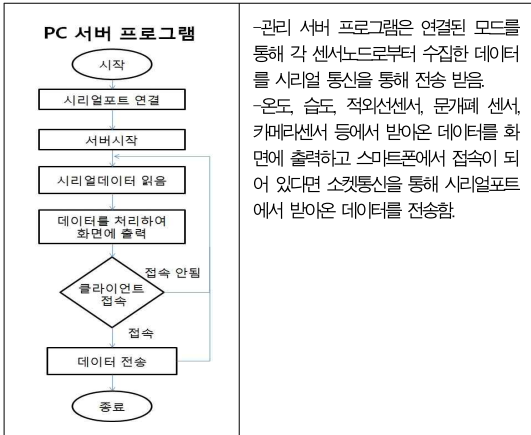 PC 서버 프로그램
시작
시리얼포트 연결
서버시작
시리얼데이터 읽음
데이터를 처리하여
화면에 출력
접속 안됨
클라이언트
접속
접속
데이터 전송
종료
-관리 서버 프로그램은 연결된 모드를
통해 각 센서노드로부터 수집한 데이터
를 시리얼 통신을 통해 전송 받음.
-온도, 습도, 적외선센서, 문개폐 센서,
카메라센서 등에서 받아온 데이터를 화
면에 출력하고 스마트폰에서 접속이 되
어 있다면 소켓통신을 통해 시리얼포트
에서 받아온 데이터를 전송함.